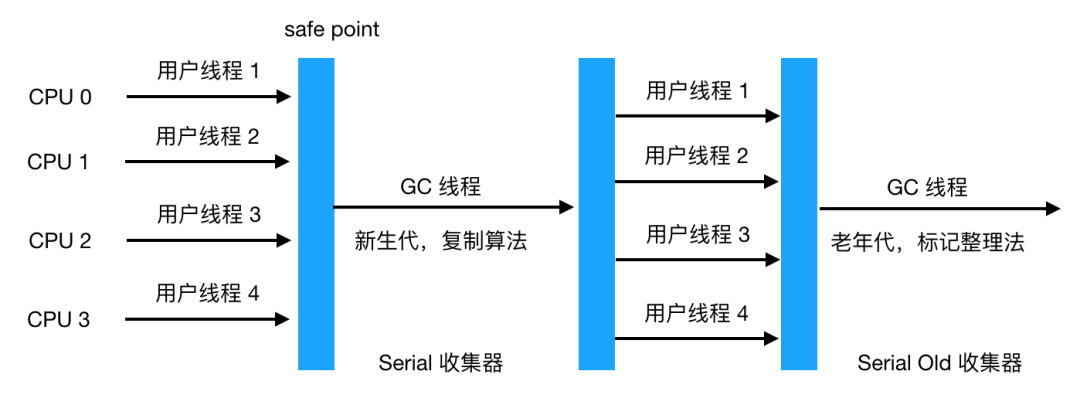 safe point
用户线程 1
CPU 0
用户线程 2
CPU 1
用户线程 3
CPU 2
用户线程 4
CPU 3
GC 线程
新生代，复制算法
Serial 收集器
用户线程 1
用户线程 2
用户线程 3
用户线程 4
GC 线程
老年代，标记整理法
Serial Old 收集器